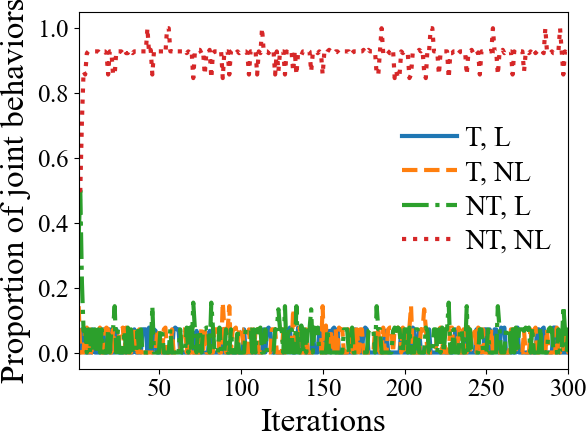 Proportion of joint behaviors
1.0
0.8
0.6
0.4
0.2
0.0
T, L
T, NL
NT, L
NT, NL
50 100 150 200 250 300
Iterations